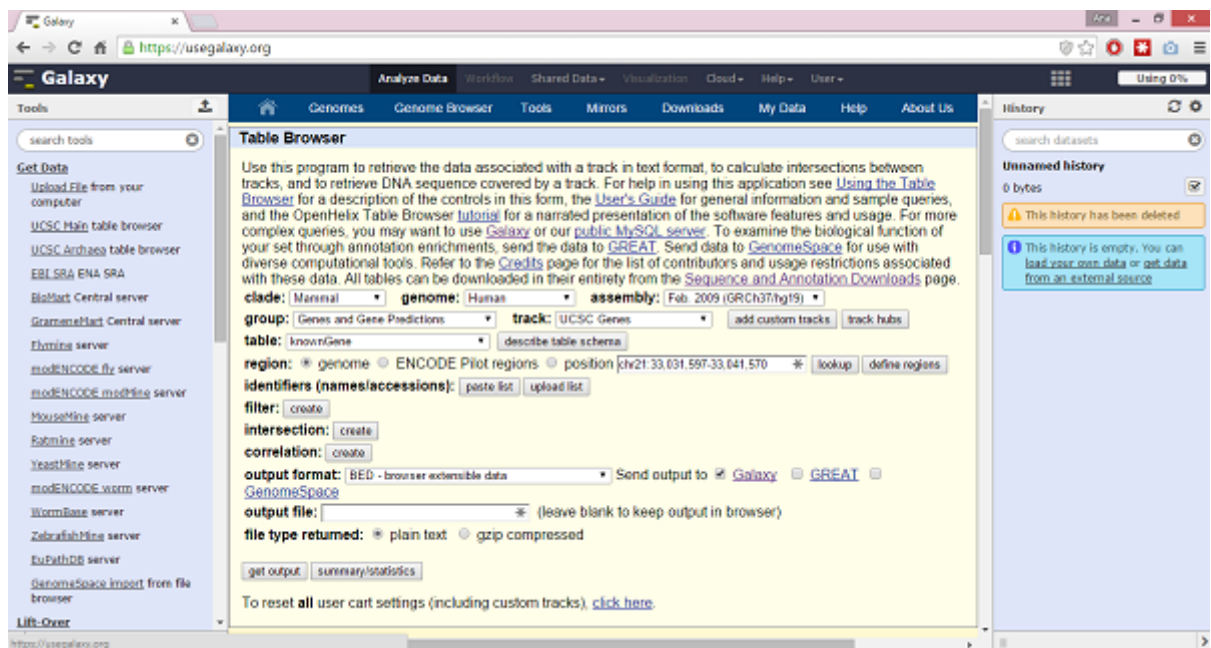 Galaxy
Ana
https://usegalaxy.org
Galaxy
Analyze Data Workflow Shared Data Visualization Cloud Help User
Using 0%
Tools
search tools
Get Data
Upload File from your
computer
UCSC Main table browser
UCSC Archaea table browser
EBI SRA ENA SRA
BioMart Central server
GrameneMart Central server
Flymine server
modENCODE fly server
modENCODE modMine server
MouseMine server
Ratmine server
YeastMine server
modENCODE worm server
WormBase server
ZebrafishMine server
EuPathDB server
GenomeSpace import from file
browser
Lift-Over
https://usegalaxy.org
Genomes Genome Browser Tools Mirrors Downloads My Data Help About Us
Table Browser
Use this program to retrieve the data associated with a track in text format, to calculate intersections between
tracks, and to retrieve DNA sequence covered by a track. For help in using this application see Using the Table
Browser for a description of the controls in this form, the User's Guide for general information and sample queries,
and the OpenHelix Table Browser tutorial for a narrated presentation of the software features and usage. For more
complex queries, you may want to use Galaxy or our public MySQL server. To examine the biological function of
your set through annotation enrichments, send the data to GREAT. Send data to GenomeSpace for use with
diverse computational tools. Refer to the Credits page for the list of contributors and usage restrictions associated
with these data. All tables can be downloaded in their entirety from the Sequence and Annotation Downloads page.
clade: Mammal genome: Human assembly: Feb. 2009 (GRCh37/hg19)
group: Genes and Gene Predictions track: UCSC Genes add custom tracks track hubs
table: knownGene describe table schema
region: genome ENCODE Pilot regions position chr21:33,031,597-33,041,570 lookup define regions
identifiers (names/accessions): paste list upload list
filter: create
intersection: create
correlation: create
output format: BED - browser extensible data Send output to Galaxy GREAT
GenomeSpace
output file: (leave blank to keep output in browser)
file type returned: plain text gzip compressed
get output summary/statistics
To reset all user cart settings (including custom tracks), click here.
History
search datasets
Unnamed history
0 bytes
This history has been deleted
This history is empty. You can
load your own data or get data
from an external source